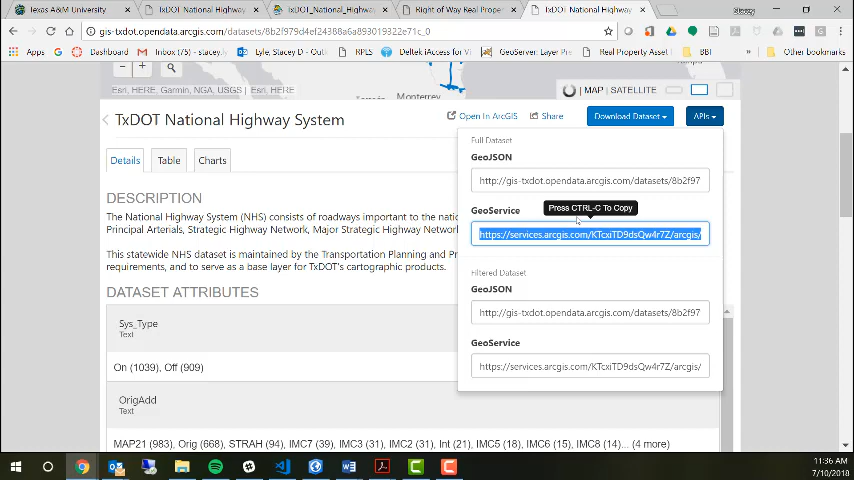 Texas A&M University
TxDOT National Highway
TxDOT_National_Highway
Right of Way Real Proper
TxDOT National Highway
gis-txdot.opendata.arcgis.com/datasets/8b2f979d4ef24388a6a893019322e71c_0
Apps
Dashboard
Inbox (75) - stacey.ly
Lyle, Stacey D - Outl
RPLS
Deltek iAccess for Vi
GeoServer: Layer Pre
Real Property Asset
BBI
Other bookmarks
Esri, HERE, Garmin, NGA, USGS | Esri, HERE
Monterrey
MAP | SATELLITE
TxDOT National Highway System
Open In ArcGIS
Share
Download Dataset
APIs
Details
Table
Charts
Full Dataset
GeoJSON
http://gis-txdot.opendata.arcgis.com/datasets/8b2f97
GeoService
Press CTRL-C To Copy
https://services.arcgis.com/KTcxiTD9dsQw4r7Z/arcgis/
Filtered Dataset
GeoJSON
http://gis-txdot.opendata.arcgis.com/datasets/8b2f97
GeoService
https://services.arcgis.com/KTcxiTD9dsQw4r7Z/arcgis/
DESCRIPTION
The National Highway System (NHS) consists of roadways important to the natio
Principal Arterials, Strategic Highway Network, Major Strategic Highway Network
This statewide NHS dataset is maintained by the Transportation Planning and Pr
requirements, and to serve as a base layer for TxDOT's cartographic products.
DATASET ATTRIBUTES
Sys_Type
Text
On (1039), Off (909)
OrigAdd
Text
MAP21 (983), Orig (668), STRAH (94), IMC7 (39), IMC3 (31), IMC2 (31), Int (21), IMC5 (18), IMC6 (15), IMC8 (14)... (4 more)
11:36 AM
7/10/2018